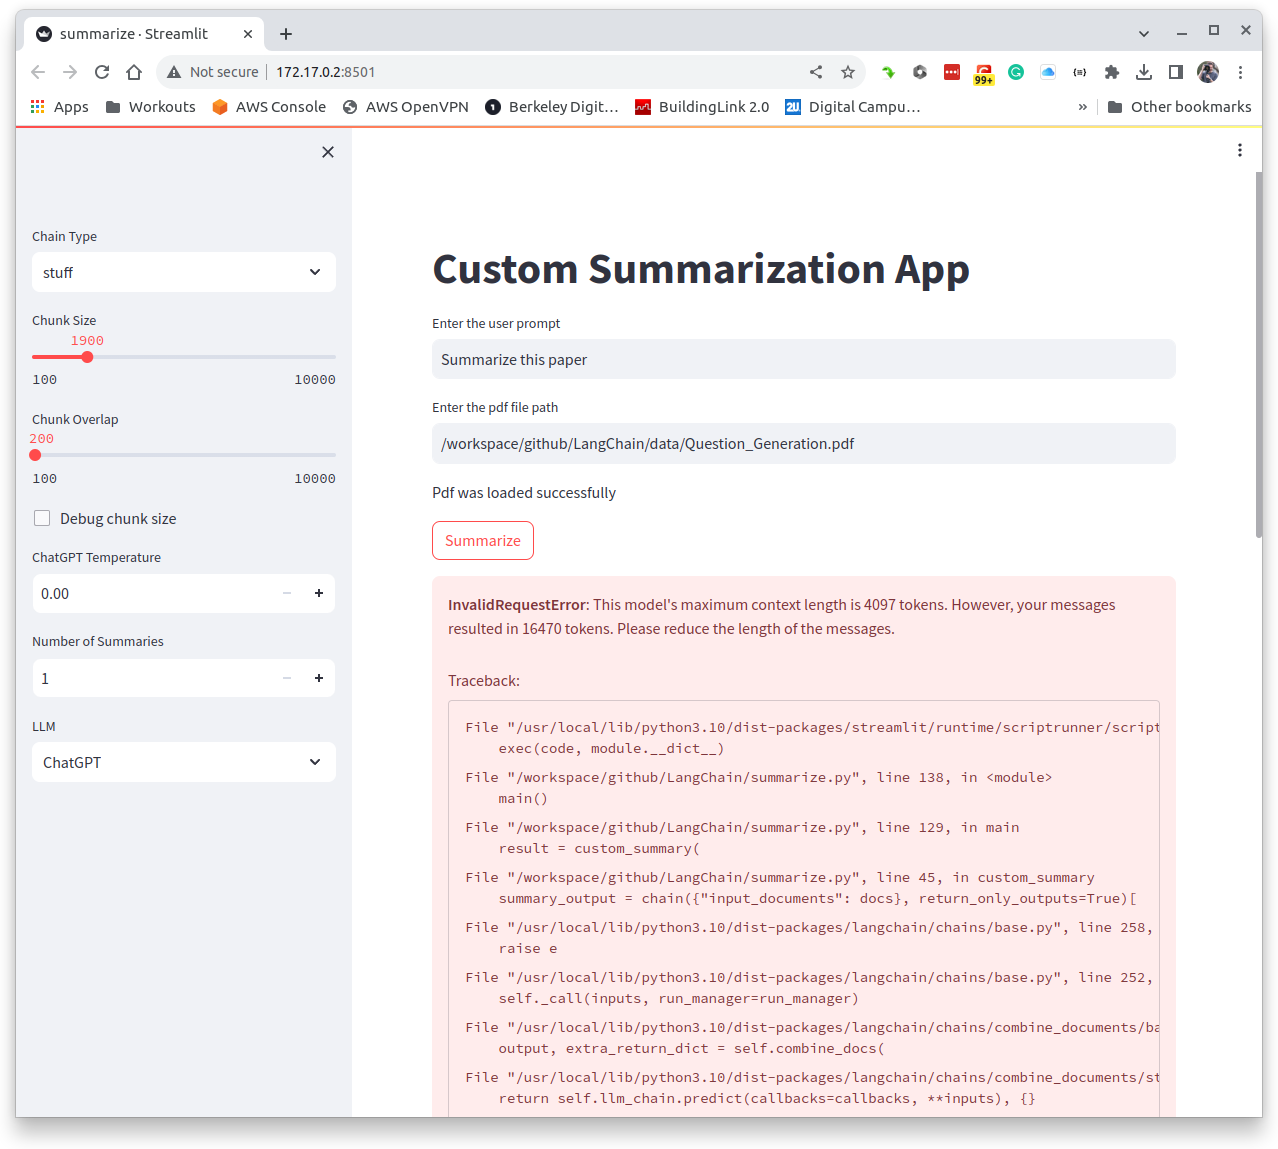 summarize · Streamlit
Not secure 172.17.0.2:8501
99+
Apps Workouts AWS Console AWS OpenVPN Berkeley Digit… BuildingLink 2.0 Digital Campu… » Other bookmarks
Chain Type
stuff
Chunk Size
1900
100 10000
Chunk Overlap
200
100 10000
Debug chunk size
ChatGPT Temperature
0.00
Number of Summaries
1
LLM
ChatGPT
Custom Summarization App
Enter the user prompt
Summarize this paper
Enter the pdf file path
/workspace/github/LangChain/data/Question_Generation.pdf
Pdf was loaded successfully
Summarize
InvalidRequestError: This model's maximum context length is 4097 tokens. However, your messages
resulted in 16470 tokens. Please reduce the length of the messages.
Traceback:
File "/usr/local/lib/python3.10/dist-packages/streamlit/runtime/scriptrunner/script
exec(code, module.__dict__)
File "/workspace/github/LangChain/summarize.py", line 138, in <module>
main()
File "/workspace/github/LangChain/summarize.py", line 129, in main
result = custom_summary(
File "/workspace/github/LangChain/summarize.py", line 45, in custom_summary
summary_output = chain({"input_documents": docs}, return_only_outputs=True)[
File "/usr/local/lib/python3.10/dist-packages/langchain/chains/base.py", line 258,
raise e
File "/usr/local/lib/python3.10/dist-packages/langchain/chains/base.py", line 252,
self._call(inputs, run_manager=run_manager)
File "/usr/local/lib/python3.10/dist-packages/langchain/chains/combine_documents/ba
output, extra_return_dict = self.combine_docs(
File "/usr/local/lib/python3.10/dist-packages/langchain/chains/combine_documents/st
return self.llm_chain.predict(callbacks=callbacks, **inputs), {}